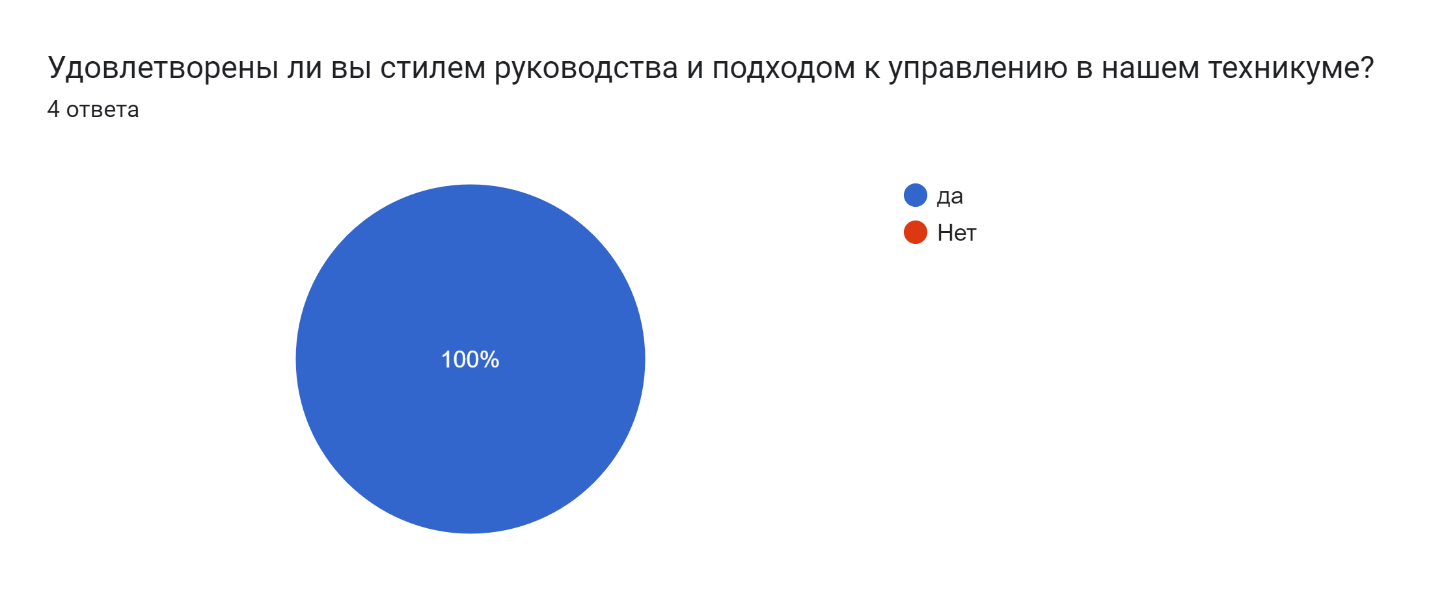 Удовлетворены ли вы стилем руководства и подходом к управлению в нашем техникуме?
4 ответа
да
Нет
100%